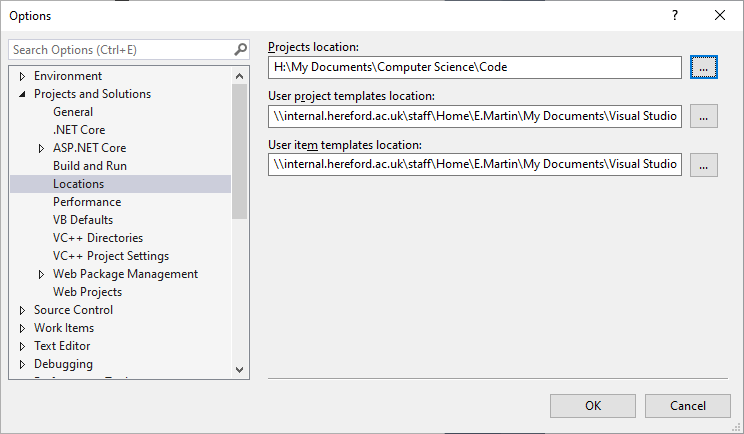 Options
?
Search Options (Ctrl+E)
Environment
Projects and Solutions
General
.NET Core
ASP.NET Core
Build and Run
Locations
Performance
VB Defaults
VC++ Directories
VC++ Project Settings
Web Package Management
Web Projects
Source Control
Work Items
Text Editor
Debugging
Projects location:
H:\My Documents\Computer Science\Code
...
User project templates location:
\\internal.hereford.ac.uk\staff\Home\E.Martin\My Documents\Visual Studio
...
User item templates location:
\\internal.hereford.ac.uk\staff\Home\E.Martin\My Documents\Visual Studio
...
OK
Cancel